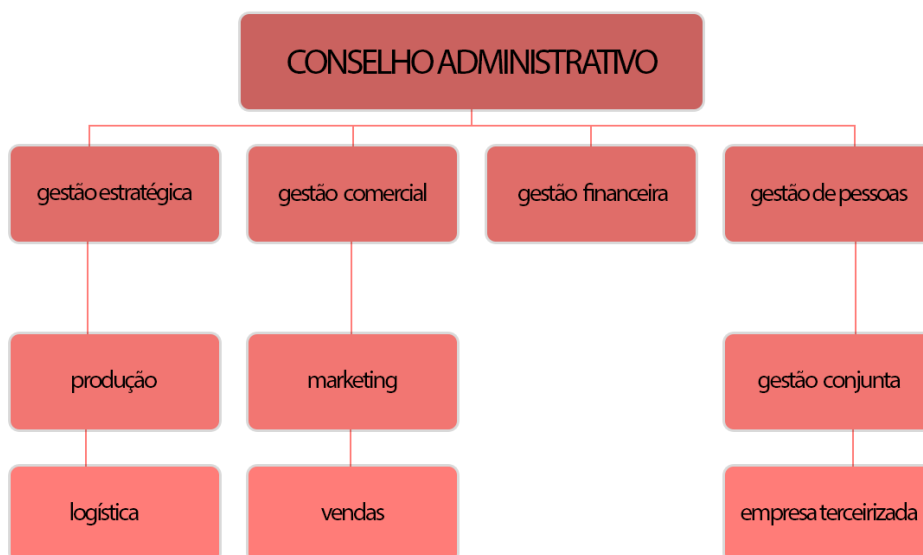 CONSELHO ADMINISTRATIVO
gestão estratégica
gestão comercial
gestão financeira
gestão de pessoas
produção
marketing
gestão conjunta
logística
vendas
empresa terceirizada